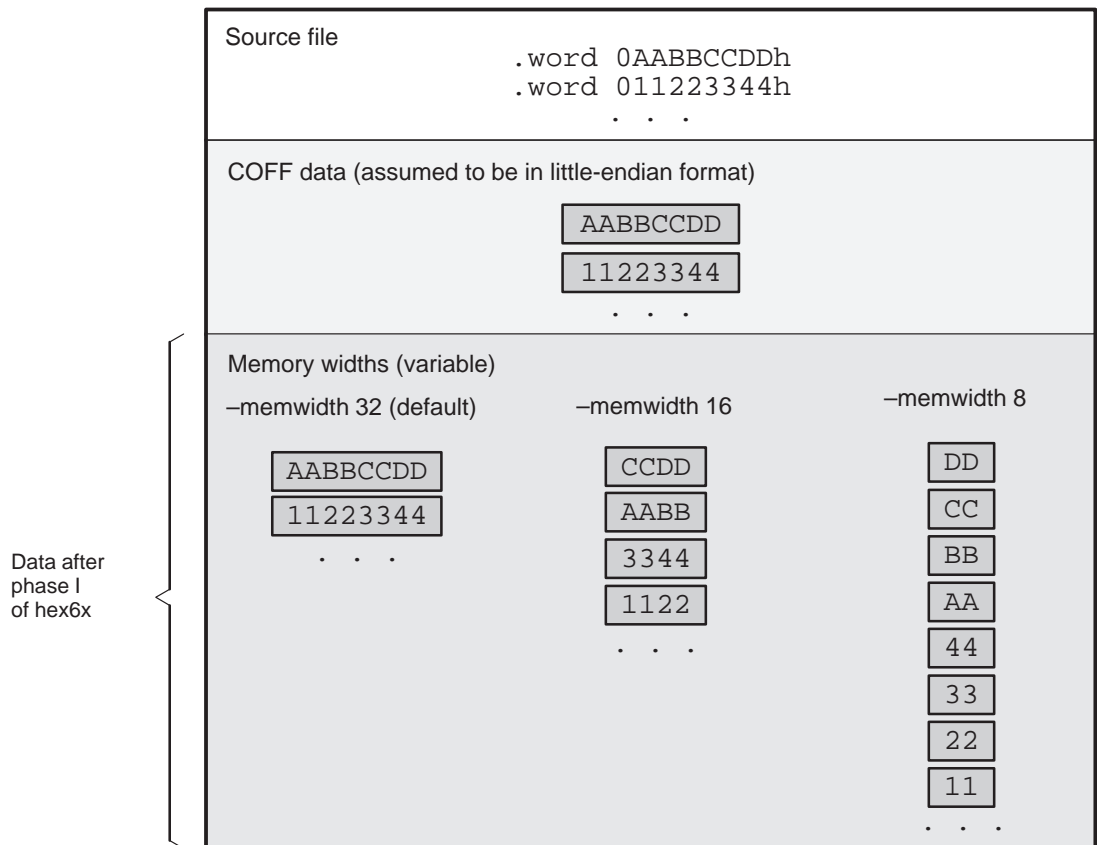 Source file
.word 0AABBCCDDh
.word 011223344h
. . .
COFF data (assumed to be in little-endian format)
AABBCCDD
11223344
. . .
Data after
phase I
of hex6x
Memory widths (variable)
–memwidth 32 (default)
AABBCCDD
11223344
. . .
–memwidth 16
CCDD
AABB
3344
1122
. . .
–memwidth 8
DD
CC
BB
AA
44
33
22
11
. . .